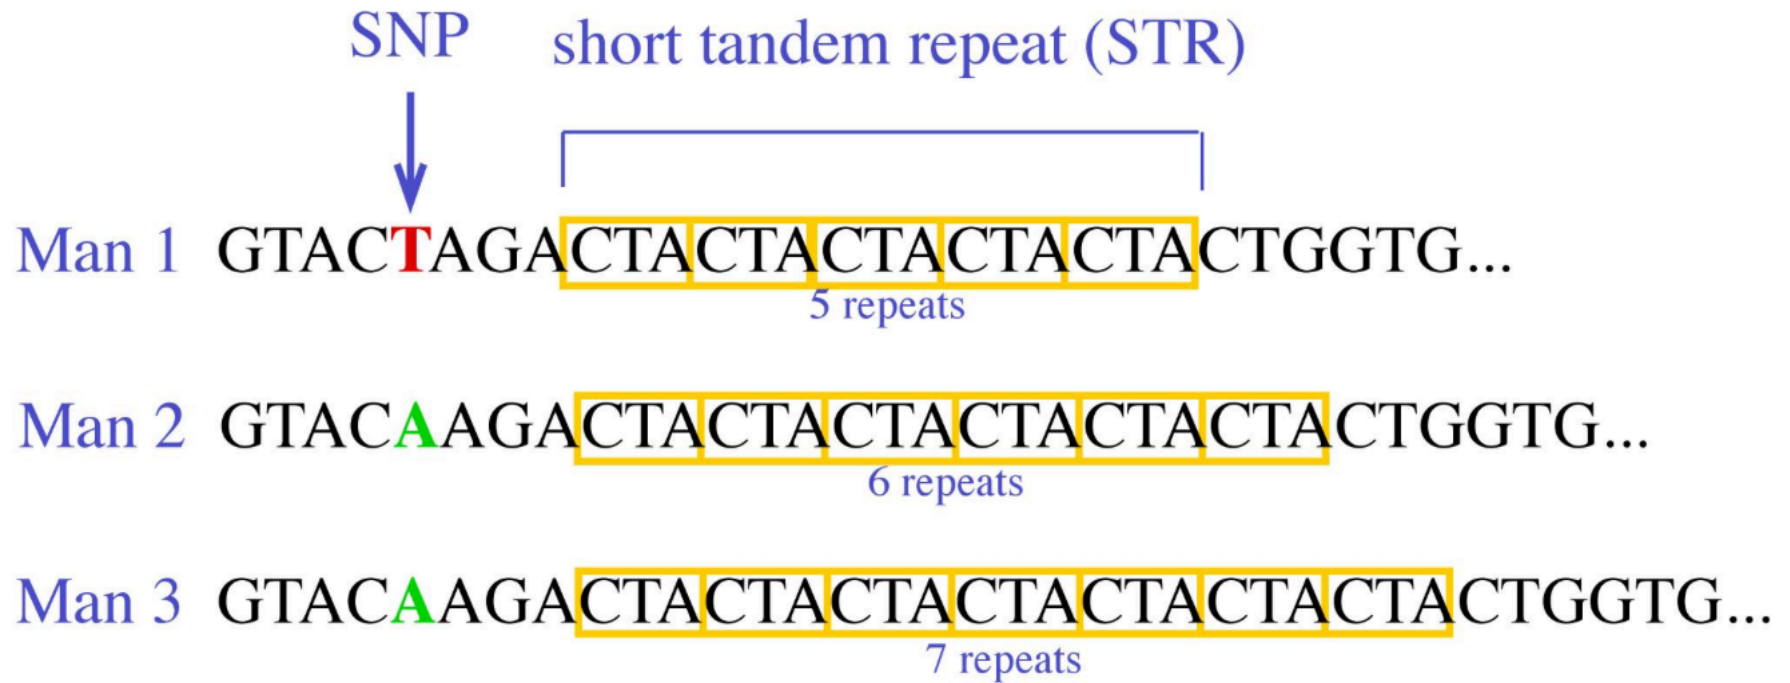 SNP short tandem repeat (STR)
Man 1 GTACTAGACTACTACTACTACTACTGGTG...
5 repeats
Man 2 GTACAAGACTACTACTACTACTACTACTGGTG...
6 repeats
Man 3 GTACAAGACTACTACTACTACTACTACTACTGGTG...
7 repeats